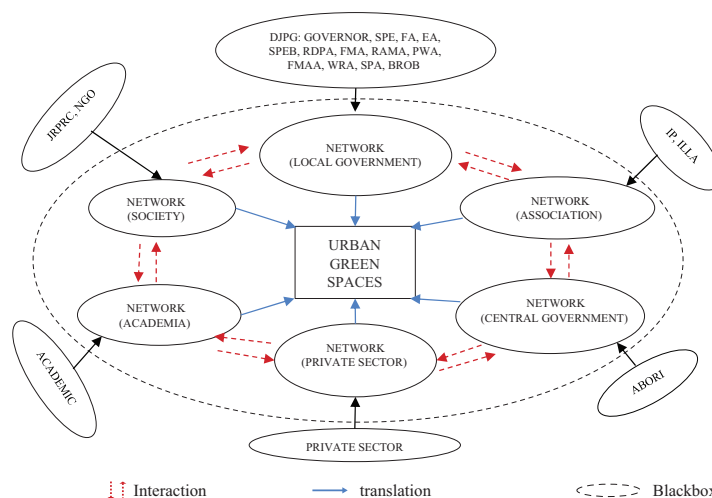 DJPG: GOVERNOR, SPE, FA, EA,
SPEB, RDPA, FMA, RAMA, PWA,
FMAA, WRA, SPA, BROB
JRPRC, NGO
IP, ILLA
NETWORK
(LOCAL GOVERNMENT)
NETWORK
(SOCIETY)
NETWORK
(ASSOCIATION)
URBAN
GREEN
SPACES
NETWORK
(ACADEMIA)
NETWORK
(CENTRAL GOVERNMENT)
NETWORK
(PRIVATE SECTOR)
ACADEMIC
ABORI
PRIVATE SECTOR
Interaction
translation
Blackbox